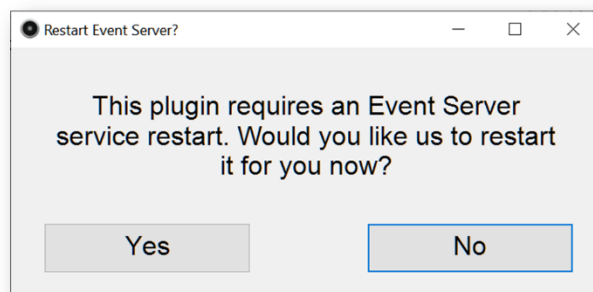 Restart Event Server?
This plugin requires an Event Server
service restart. Would you like us to restart
it for you now?
Yes
No